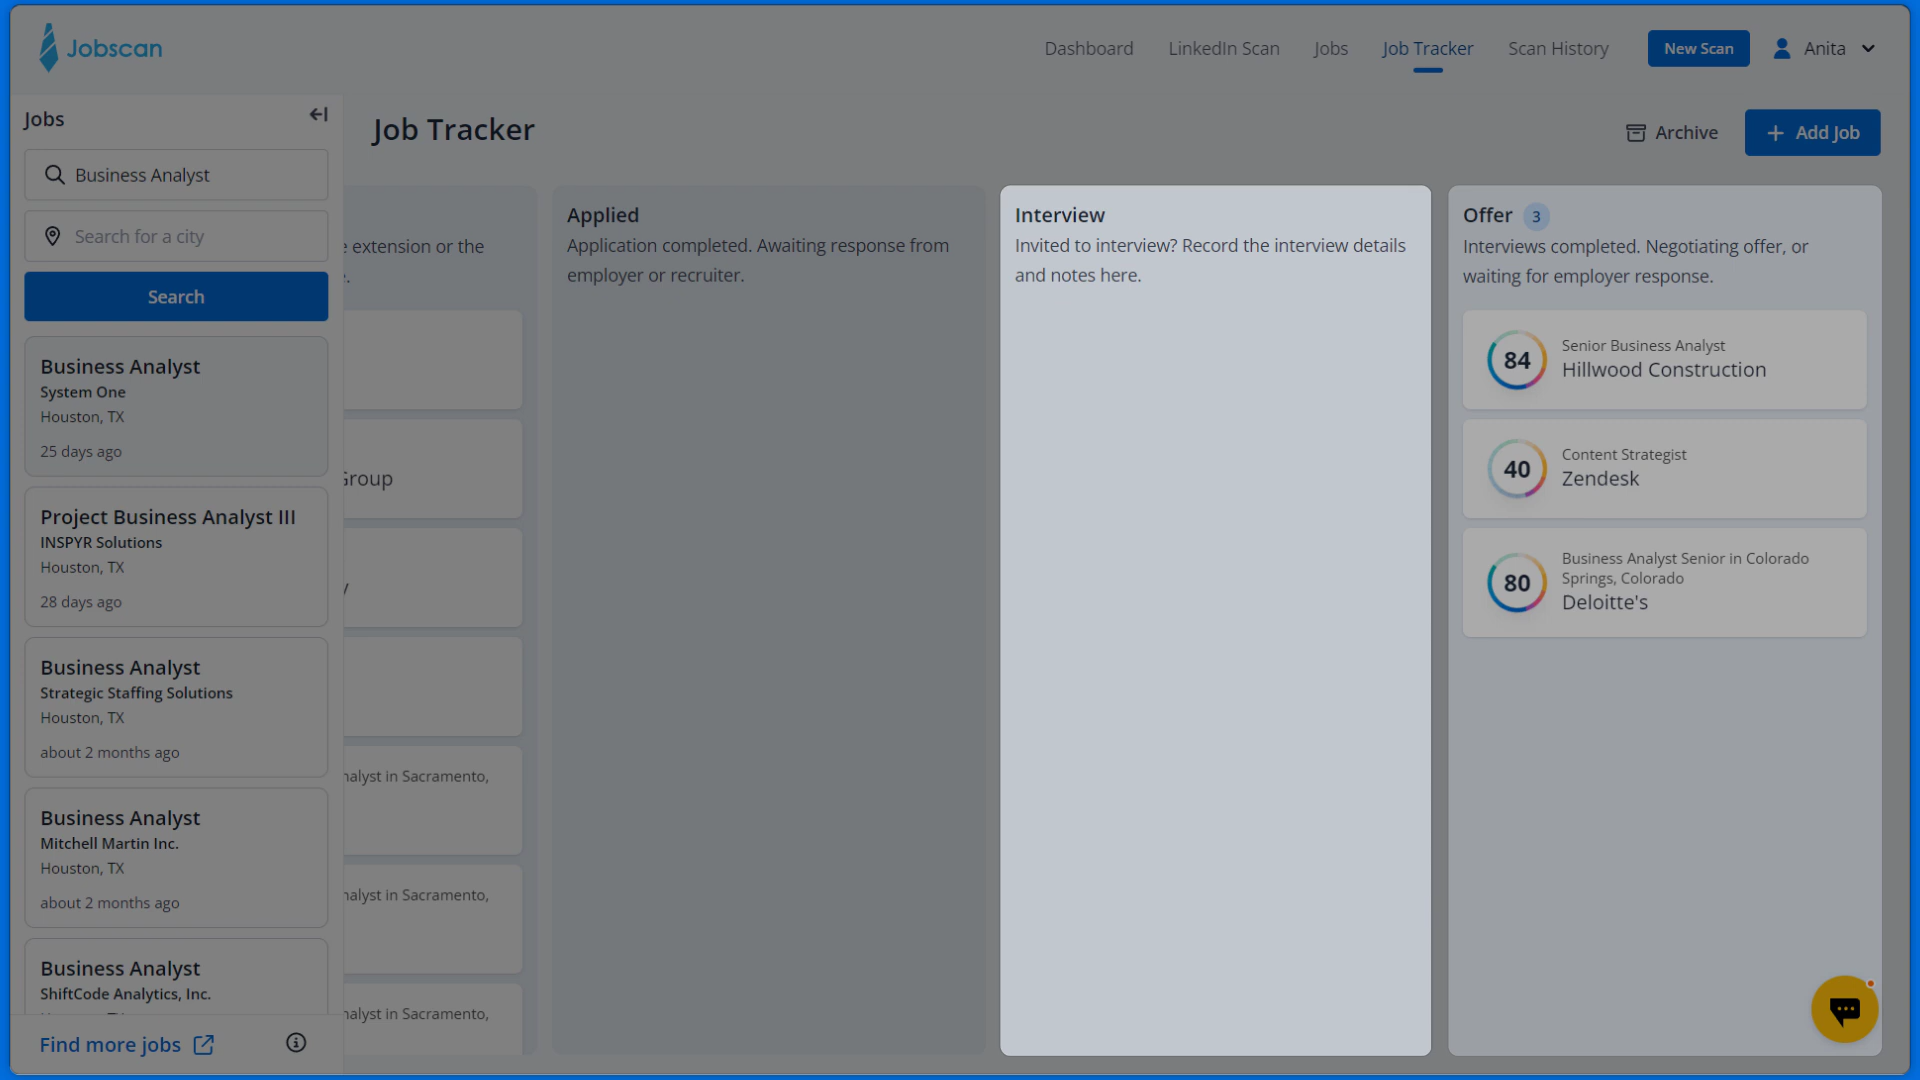 Jobscan
Dashboard
LinkedIn Scan
Jobs
Job Tracker
Scan History
New Scan
Anita
Jobs
Business Analyst
Search for a city
Search
Business Analyst
System One
Houston, TX
25 days ago
Project Business Analyst III
INSPYR Solutions
Houston, TX
28 days ago
Business Analyst
Strategic Staffing Solutions
Houston, TX
about 2 months ago
Business Analyst
Mitchell Martin Inc.
Houston, TX
about 2 months ago
Business Analyst
ShiftCode Analytics, Inc.
Find more jobs
Job Tracker
Archive
+ Add Job
extension or the
Group
in Sacramento,
in Sacramento,
in Sacramento,
Applied
Application completed. Awaiting response from
employer or recruiter.
Interview
Invited to interview? Record the interview details
and notes here.
Offer 3
Interviews completed. Negotiating offer, or
waiting for employer response.
84
Senior Business Analyst
Hillwood Construction
40
Content Strategist
Zendesk
80
Business Analyst Senior in Colorado
Springs, Colorado
Deloitte's